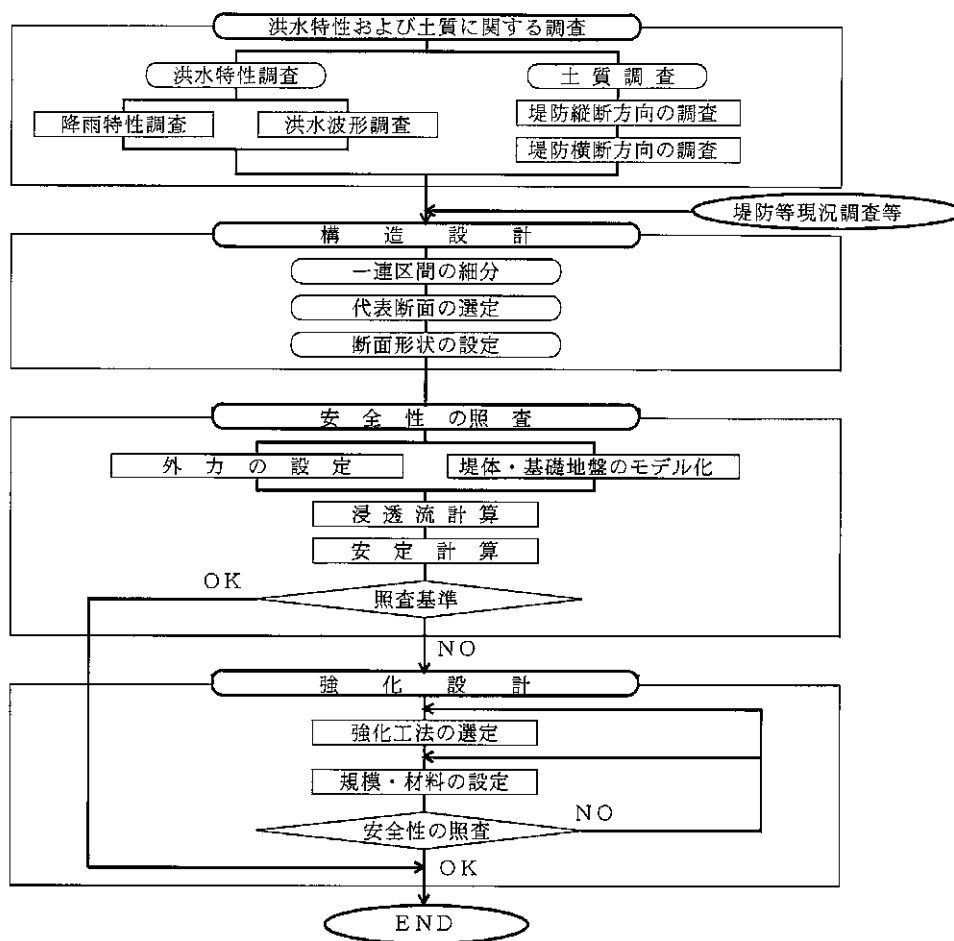 洪水特性および土質に関する調査
洪水特性調査
土質調査
降雨特性調査
洪水波形調査
堤防縦断方向の調査
堤防横断方向の調査
堤防等現況調査等
構造設計
一連区間の細分
代表断面の選定
断面形状の設定
安全性の照査
外力の設定
堤体・基礎地盤のモデル化
浸透流計算
安定計算
OK
照査基準
NO
強化設計
強化工法の選定
規模・材料の設定
NO
安全性の照査
OK
END